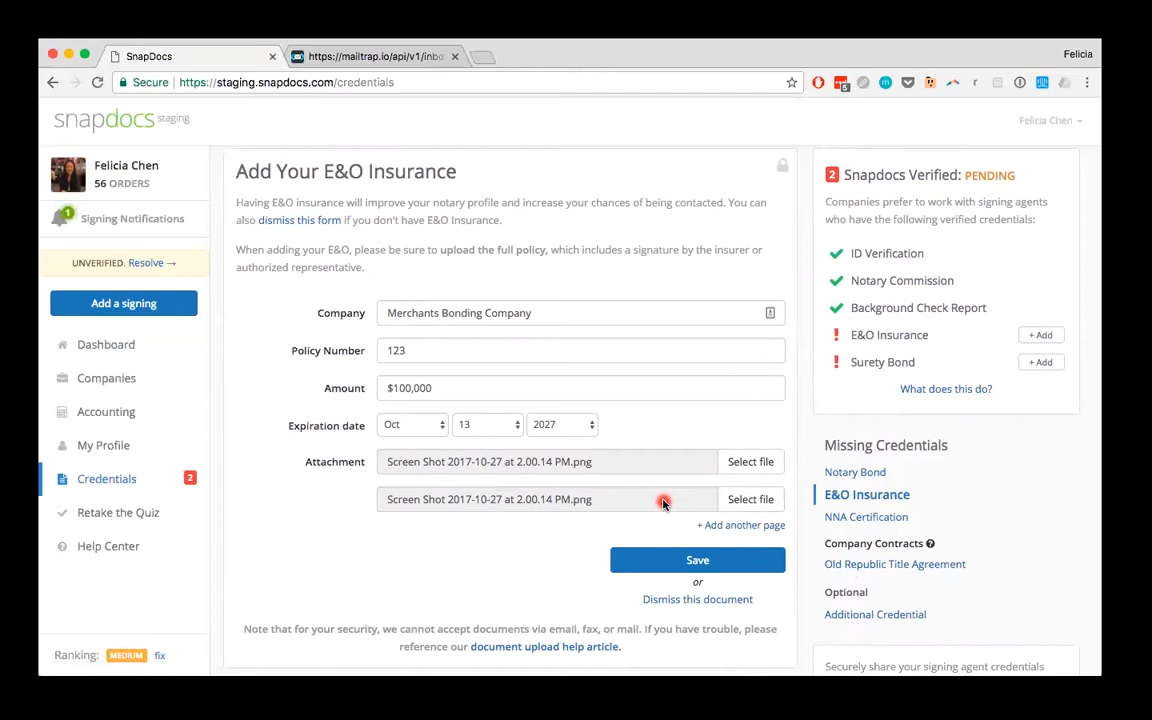 SnapDocs
https://mailtrap.io/api/v1/inbo
Felicia
Secure
https://staging.snapdocs.com/credentials
5
snapdocs staging
Felicia Chen
Felicia Chen
56 ORDERS
1
Signing Notifications
UNVERIFIED. Resolve →
Add a signing
Dashboard
Companies
Accounting
My Profile
Credentials
2
Retake the Quiz
Help Center
Ranking: MEDIUM fix
Add Your E&O Insurance
Having E&O insurance will improve your notary profile and increase your chances of being contacted. You can
also dismiss this form if you don't have E&O Insurance.
When adding your E&O, please be sure to upload the full policy, which includes a signature by the insurer or
authorized representative.
Company
Merchants Bonding Company
Policy Number
123
Amount
$100,000
Expiration date
Oct
13
2027
Attachment
Screen Shot 2017-10-27 at 2.00.14 PM.png
Select file
Screen Shot 2017-10-27 at 2.00.14 PM.png
Select file
+ Add another page
Save
or
Dismiss this document
Note that for your security, we cannot accept documents via email, fax, or mail. If you have trouble, please
reference our document upload help article.
2 Snapdocs Verified: PENDING
Companies prefer to work with signing agents
who have the following verified credentials:
ID Verification
Notary Commission
Background Check Report
E&O Insurance
+ Add
Surety Bond
+ Add
What does this do?
Missing Credentials
Notary Bond
E&O Insurance
NNA Certification
Company Contracts
Old Republic Title Agreement
Optional
Additional Credential
Securely share your signing agent credentials